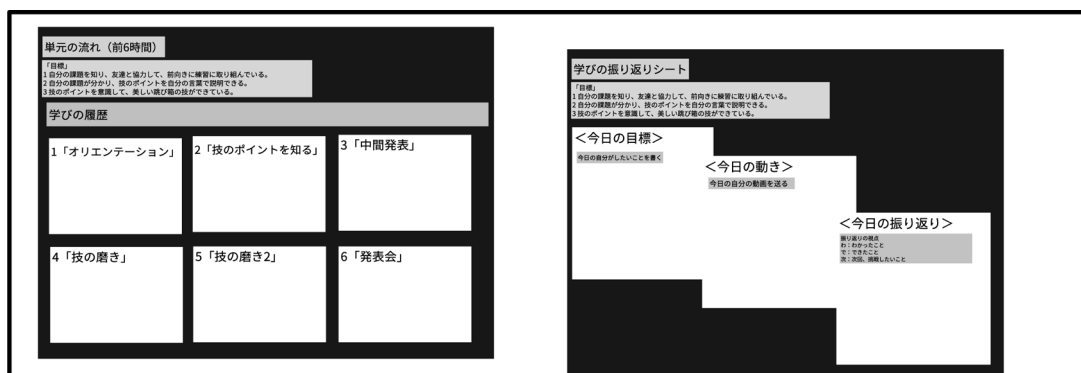 単元の流れ（前6時間）
「目標」
1 自分の課題を知り、友達と協力して、前向きに練習に取り組んでいる。
2 自分の課題が分かり、技のポイントを自分の言葉で説明できる。
3 技のポイントを意識して、美しい跳び箱の技ができている。
学びの履歴
1「オリエンテーション」
2「技のポイントを知る」
3「中間発表」
4「技の磨き」
5「技の磨き2」
6「発表会」
学びの振り返りシート
「目標」
1 自分の課題を知り、友達と協力して、前向きに練習に取り組んでいる。
2 自分の課題が分かり、技のポイントを自分の言葉で説明できる。
3 技のポイントを意識して、美しい跳び箱の技ができている。
＜今日の目標＞
今日の自分がしたいことを書く
＜今日の動き＞
今日の自分の動画を送る
＜今日の振り返り＞
振り返りの視点
わ：わかったこと
で：できたこと
次：次回、挑戦したいこと